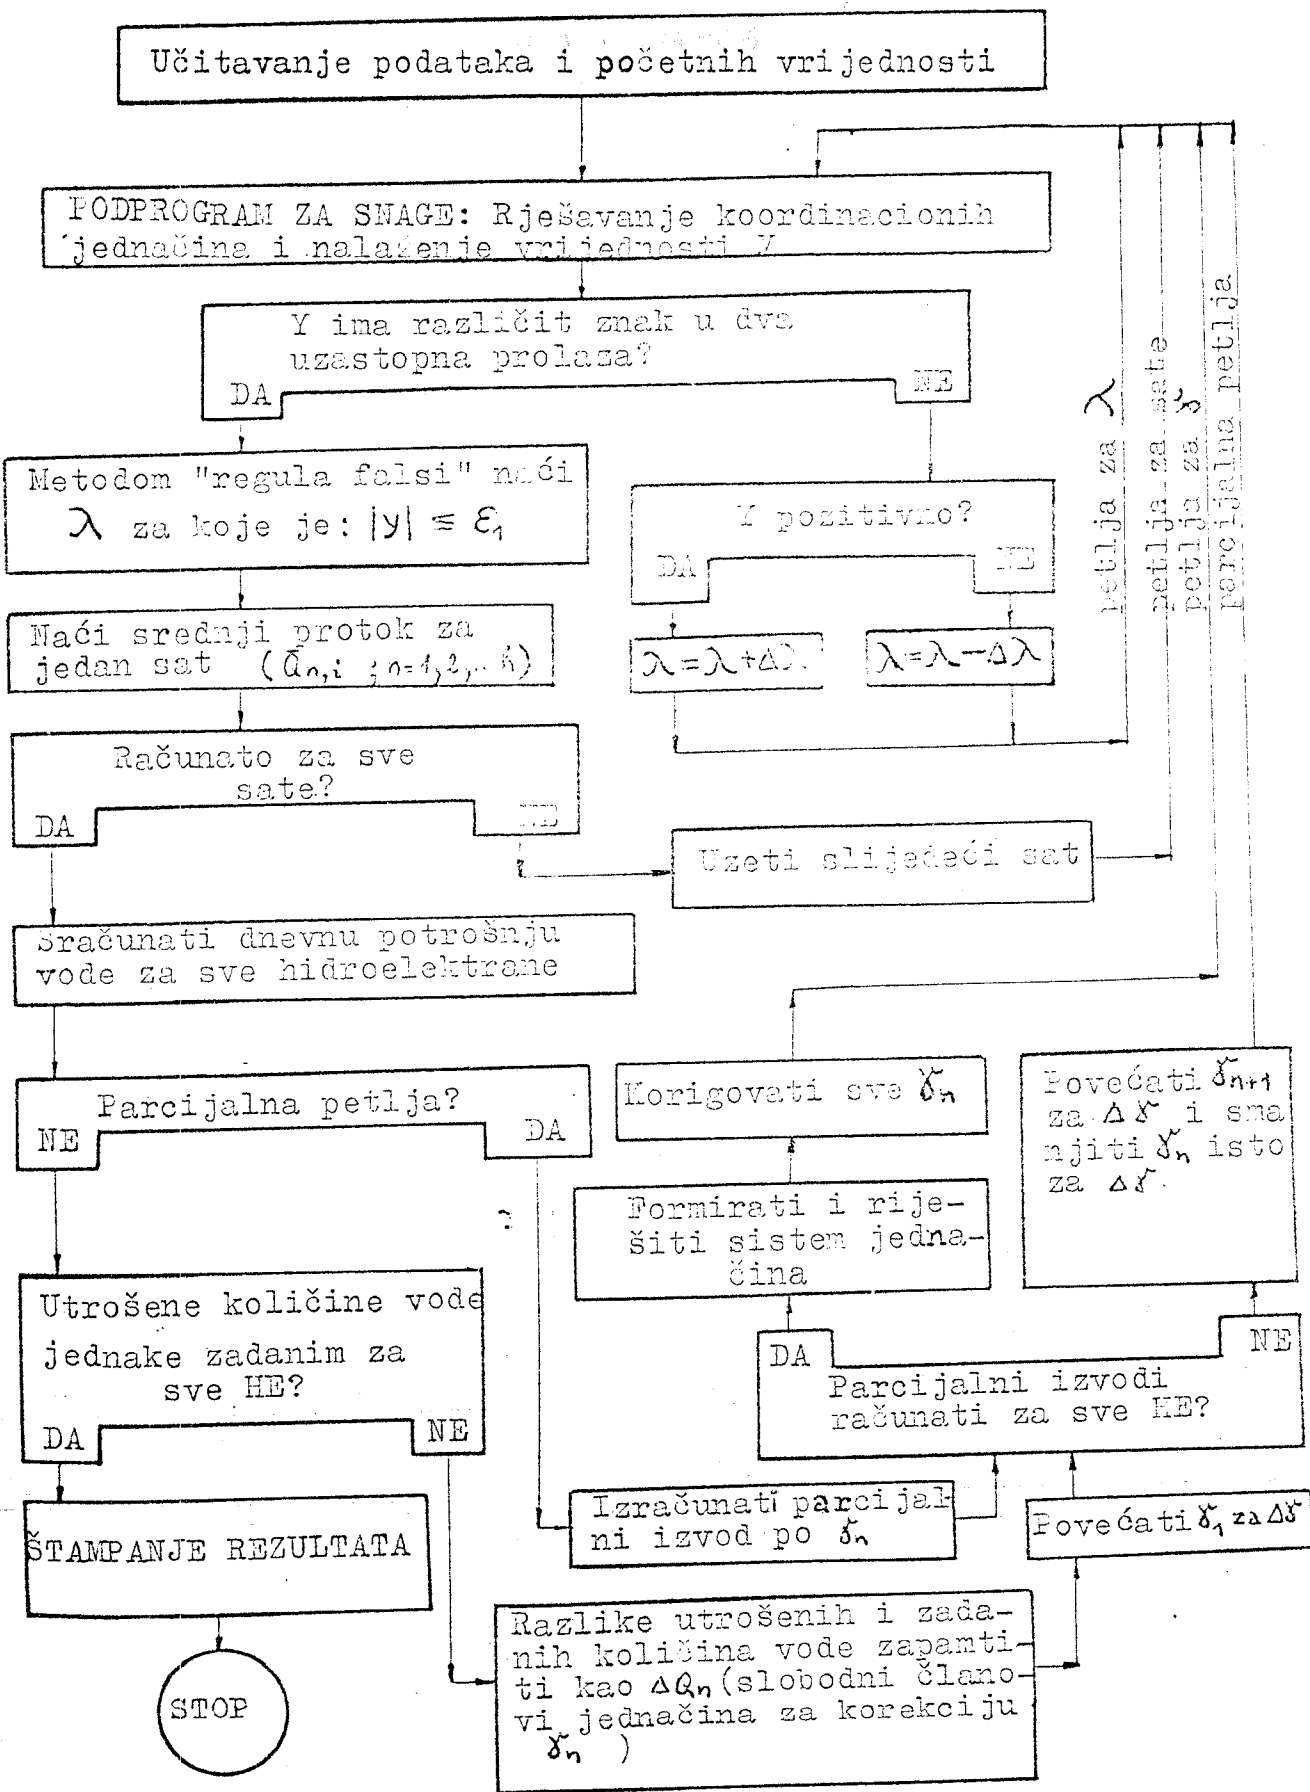 Učitavanje podataka i početnih vrijednosti
PODPROGRAM ZA SNAGE: Rješavanje koordinacionih
jednačina i nalaženje vrijednosti Y
Y ima različit znak u dva
uzastopna prolaza?
DA
NE
Metodom "regula falsi" naći
λ za koje je: |y| ≤ ε₁
Y pozitivno?
DA
NE
λ=λ+Δλ
λ=λ-Δλ
petlja za λ
petlja za sate
petlja za γ
parcijalna petlja
Naći srednji protok za
jedan sat (Q̄n,i ; n=1,2,..h)
Računato za sve
sate?
DA
NE
Uzeti slijedeći sat
Sračunati dnevnu potrošnju
vode za sve hidroelektrane
Parcijalna petlja?
NE
DA
Korigovati sve γn
Povećati γn+1
za Δγ i sma
njiti γn isto
za Δγ.
Formirati i rije-
šiti sistem jedna-
čina
Utrošene količine vode
jednake zadanim za
sve HE?
DA
NE
DA
NE
Parcijalni izvodi
računati za sve HE?
Izračunati parcijal-
ni izvod po γn
Povećati γ₁ za Δγ
ŠTAMPANJE REZULTATA
Razlike utrošenih i zada-
nih količina vode zapamti-
ti kao ΔQn (slobodni člano-
vi jednačina za korekciju
γn )
STOP